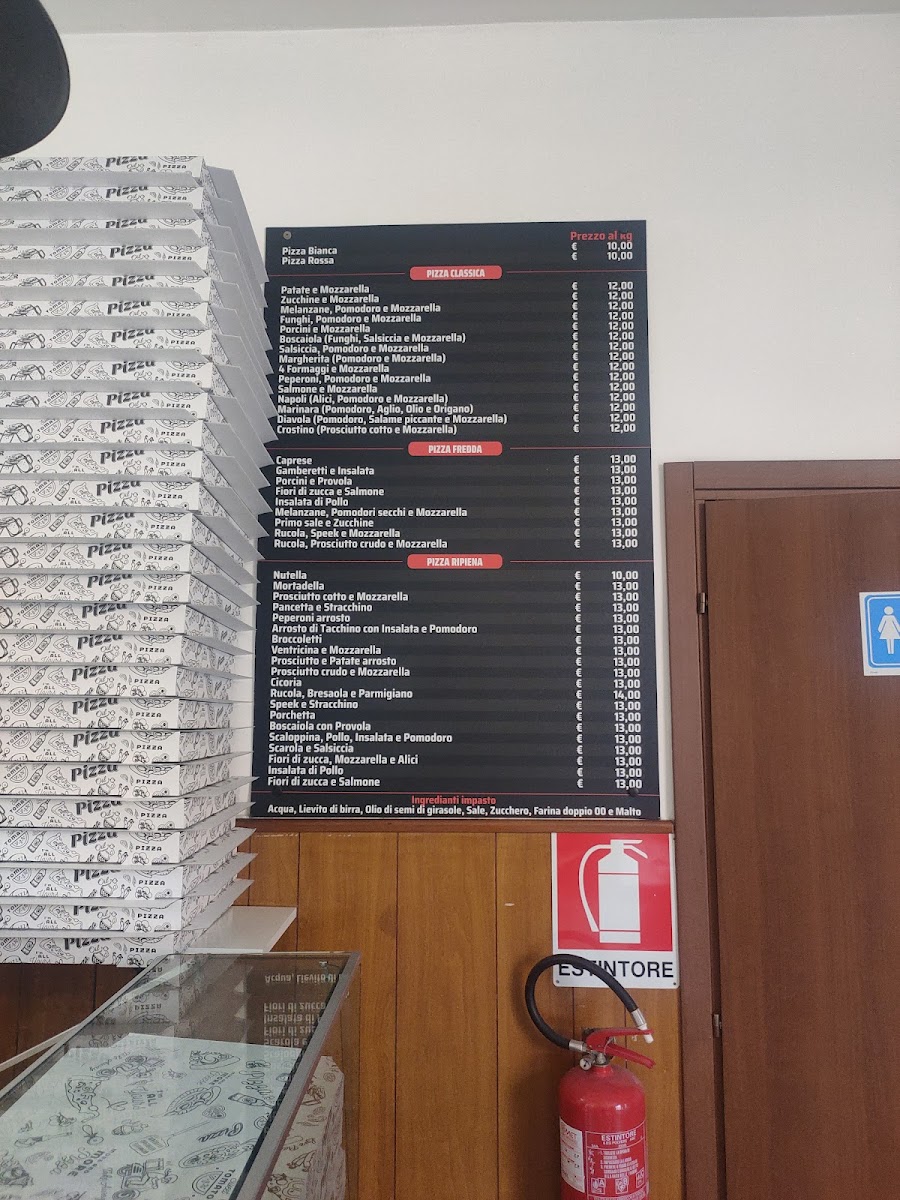 Prezzo al kg
Pizza Bianca € 10,00
Pizza Rossa € 10,00
PIZZA CLASSICA
Patate e Mozzarella € 12,00
Zucchine e Mozzarella € 12,00
Melanzane, Pomodoro e Mozzarella € 12,00
Funghi, Pomodoro e Mozzarella € 12,00
Porcini e Mozzarella € 12,00
Boscaiola (Funghi, Salsiccia e Mozzarella) € 12,00
Salsiccia, Pomodoro e Mozzarella € 12,00
Margherita (Pomodoro e Mozzarella) € 12,00
4 Formaggi e Mozzarella € 12,00
Peperoni, Pomodoro e Mozzarella € 12,00
Salmone e Mozzarella € 12,00
Napoli (Alici, Pomodoro e Mozzarella) € 12,00
Marinara (Pomodoro, Aglio, Olio e Origano) € 12,00
Diavola (Pomodoro, Salame piccante e Mozzarella) € 12,00
Crostino (Prosciutto cotto e Mozzarella) € 12,00
PIZZA FREDDA
Caprese € 13,00
Gamberetti e Insalata € 13,00
Porcini e Provola € 13,00
Fiori di zucca e Salmone € 13,00
Insalata di Pollo € 13,00
Melanzane, Pomodori secchi e Mozzarella € 13,00
Primo sale e Zucchine € 13,00
Rucola, Speek e Mozzarella € 13,00
Rucola, Prosciutto crudo e Mozzarella € 13,00
PIZZA RIPIENA
Nutella € 10,00
Mortadella € 13,00
Prosciutto cotto e Mozzarella € 13,00
Pancetta e Stracchino € 13,00
Peperoni arrosto € 13,00
Arrosto di Tacchino con Insalata e Pomodoro € 13,00
Broccoletti € 13,00
Ventricina e Mozzarella € 13,00
Prosciutto e Patate arrosto € 13,00
Prosciutto crudo e Mozzarella € 13,00
Cicoria € 13,00
Rucola, Bresaola e Parmigiano € 14,00
Speek e Stracchino € 13,00
Porchetta € 13,00
Boscaiola con Provola € 13,00
Scaloppina, Pollo, Insalata e Pomodoro € 13,00
Scarola e Salsiccia € 13,00
Fiori di zucca, Mozzarella e Alici € 13,00
Insalata di Pollo € 13,00
Fiori di zucca e Salmone € 13,00
Ingredianti impasto
Acqua, Lievito di birra, Olio di semi di girasole, Sale, Zucchero, Farina doppio 00 e Malto
ESTINTORE
ESTINTORE
Pizza
PIZZA